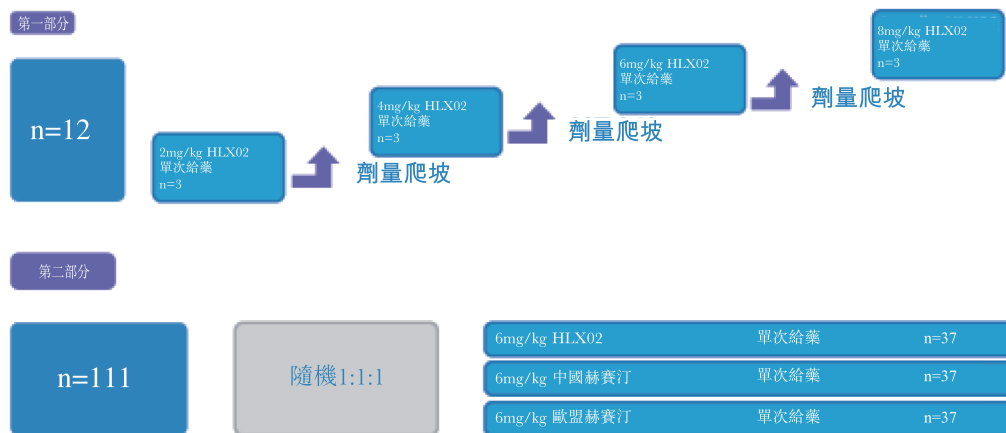 第一部分
n=12
2mg/kg HLX02
單次給藥
n=3
劑量爬坡
4mg/kg HLX02
單次給藥
n=3
劑量爬坡
6mg/kg HLX02
單次給藥
n=3
劑量爬坡
8mg/kg HLX02
單次給藥
n=3
第二部分
n=111
隨機1:1:1
6mg/kg HLX02 單次給藥 n=37
6mg/kg 中國赫賽汀 單次給藥 n=37
6mg/kg 歐盟赫賽汀 單次給藥 n=37